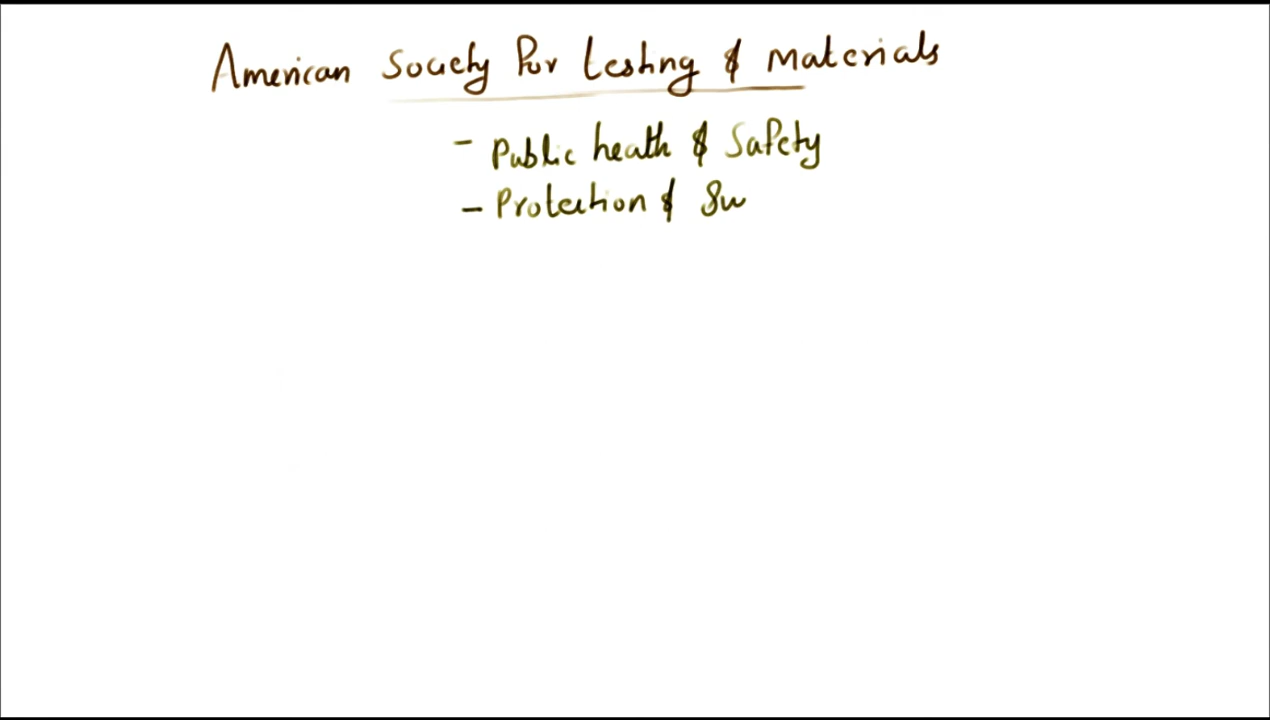 American Society for testing & materials
- Public heath & Safety
- Protection &